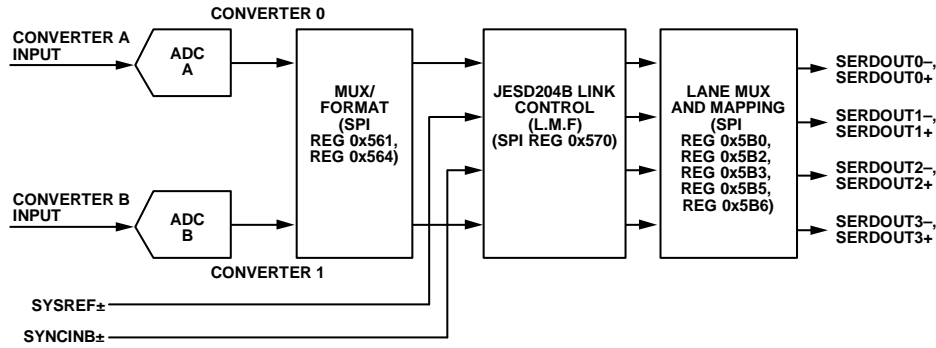 CONVERTER 0
CONVERTER A
INPUT
ADC
A
MUX/
FORMAT
(SPI
REG 0x561,
REG 0x564)
JESD204B LINK
CONTROL
(L.M.F)
(SPI REG 0x570)
LANE MUX
AND MAPPING
(SPI
REG 0x5B0,
REG 0x5B2,
REG 0x5B3,
REG 0x5B5,
REG 0x5B6)
SERDOUT0–,
SERDOUT0+
SERDOUT1–,
SERDOUT1+
SERDOUT2–,
SERDOUT2+
SERDOUT3–,
SERDOUT3+
CONVERTER B
INPUT
ADC
B
CONVERTER 1
SYSREF±
SYNCINB±